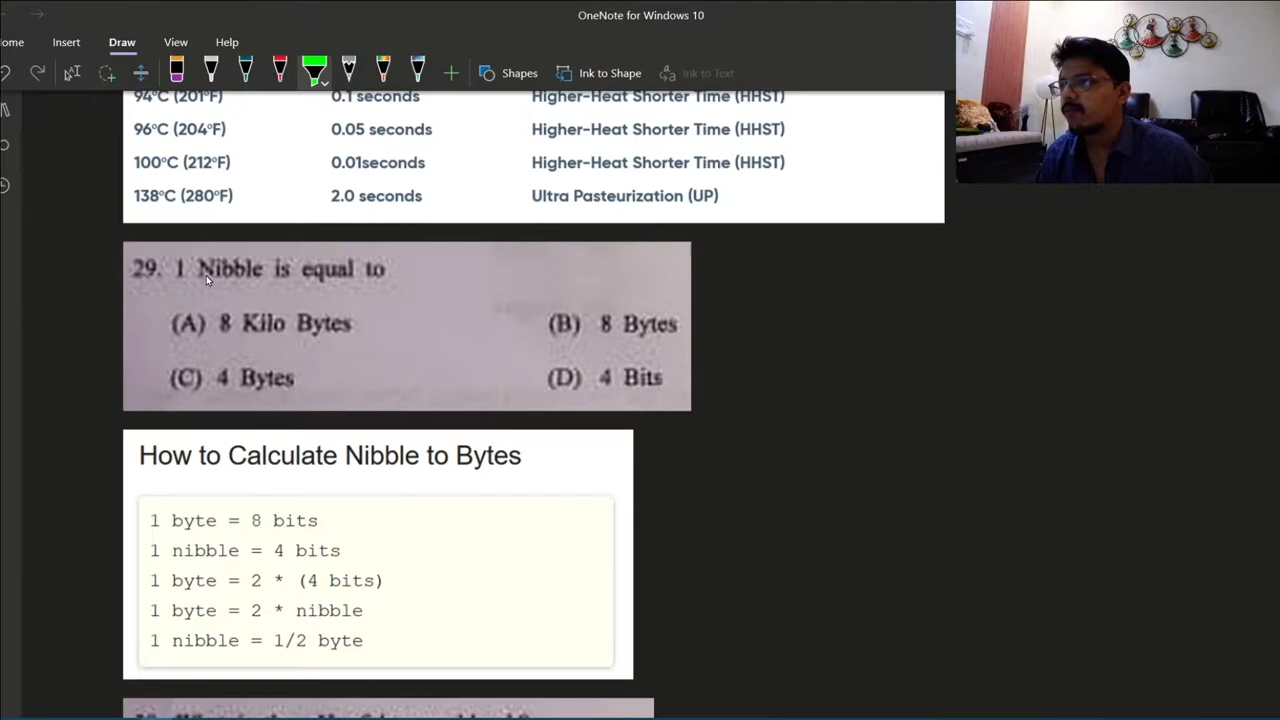 OneNote for Windows 10
ome Insert Draw View Help
Shapes Ink to Shape Ink to Text
94°C (201°F) 0.1 seconds Higher-Heat Shorter Time (HHST)
96°C (204°F) 0.05 seconds Higher-Heat Shorter Time (HHST)
100°C (212°F) 0.01seconds Higher-Heat Shorter Time (HHST)
138°C (280°F) 2.0 seconds Ultra Pasteurization (UP)
29. 1 Nibble is equal to
(A) 8 Kilo Bytes (B) 8 Bytes
(C) 4 Bytes (D) 4 Bits
How to Calculate Nibble to Bytes
1 byte = 8 bits
1 nibble = 4 bits
1 byte = 2 * (4 bits)
1 byte = 2 * nibble
1 nibble = 1/2 byte